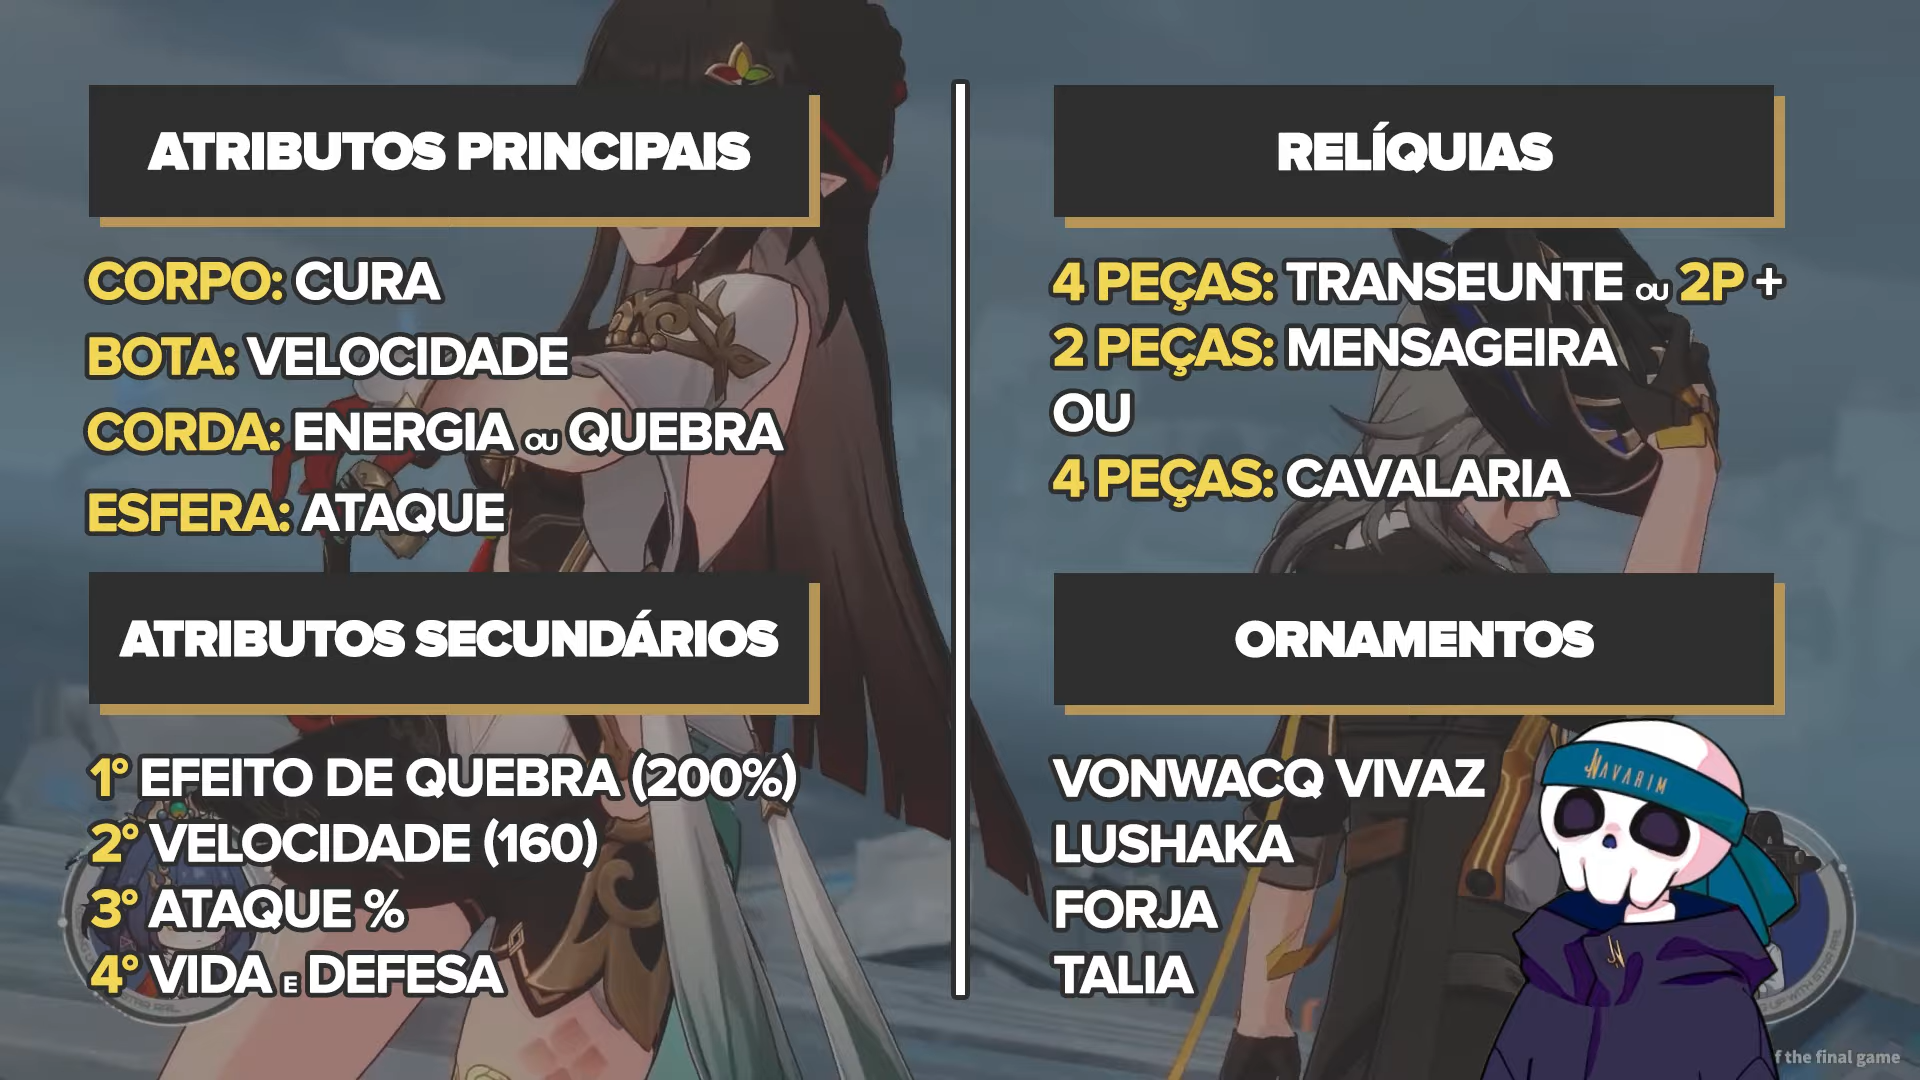 ATRIBUTOS PRINCIPAIS
CORPO: CURA
BOTA: VELOCIDADE
CORDA: ENERGIA OU QUEBRA
ESFERA: ATAQUE
ATRIBUTOS SECUNDÁRIOS
1° EFEITO DE QUEBRA (200%)
2° VELOCIDADE (160)
3° ATAQUE %
4° VIDA E DEFESA
RELÍQUIAS
4 PEÇAS: TRANSEUNTE OU 2P +
2 PEÇAS: MENSAGEIRA
OU
4 PEÇAS: CAVALARIA
ORNAMENTOS
VONWACQ VIVAZ
LUSHAKA
FORJA
TALIA
NAVARIM
f the final game